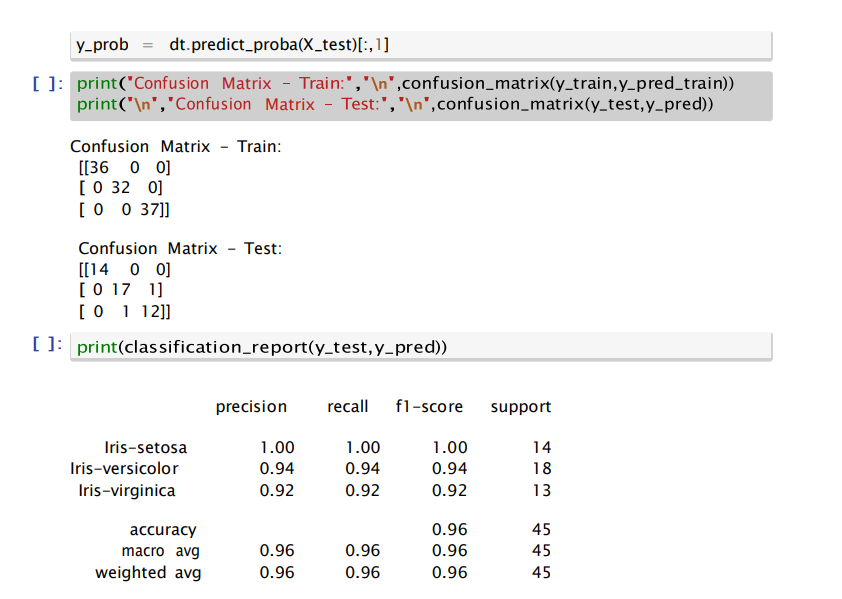 y_prob = dt.predict_proba(X_test)[:,1]
[ ]: print("Confusion Matrix - Train:","\n",confusion_matrix(y_train,y_pred_train))
print("\n","Confusion Matrix - Test:","\n",confusion_matrix(y_test,y_pred))
Confusion Matrix - Train:
[[36 0 0]
[ 0 32 0]
[ 0 0 37]]
Confusion Matrix - Test:
[[14 0 0]
[ 0 17 1]
[ 0 1 12]]
[ ]: print(classification_report(y_test,y_pred))
precision recall f1-score support
Iris-setosa 1.00 1.00 1.00 14
Iris-versicolor 0.94 0.94 0.94 18
Iris-virginica 0.92 0.92 0.92 13
accuracy 0.96 45
macro avg 0.96 0.96 0.96 45
weighted avg 0.96 0.96 0.96 45